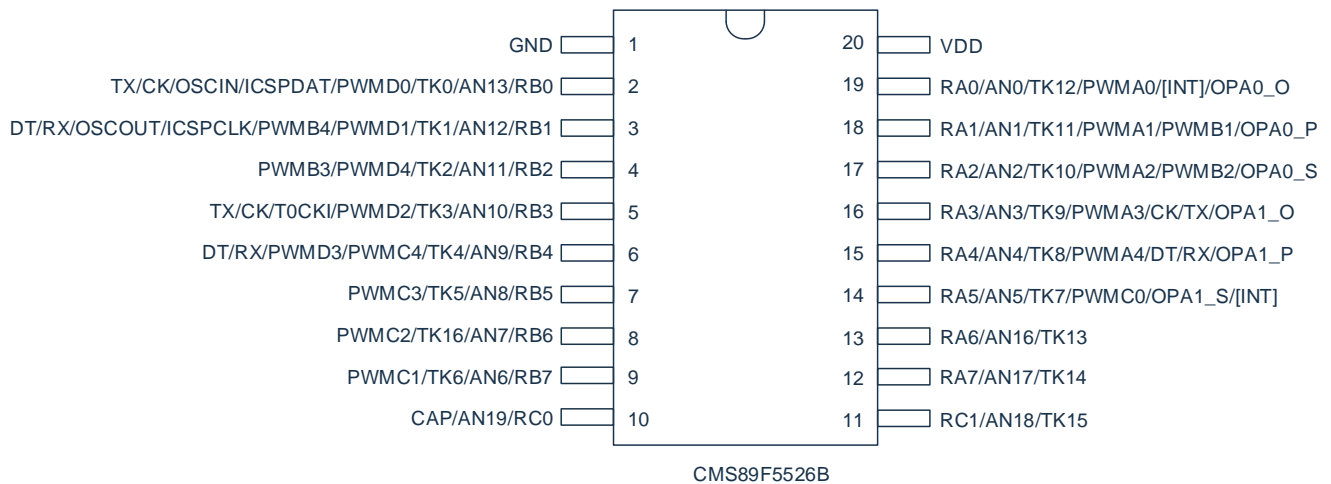 GND 1 20 VDD
TX/CK/OSCIN/ICSPDAT/PWMD0/TK0/AN13/RB0 2 19 RA0/AN0/TK12/PWMA0/[INT]/OPA0_O
DT/RX/OSCOUT/ICSPCLK/PWMB4/PWMD1/TK1/AN12/RB1 3 18 RA1/AN1/TK11/PWMA1/PWMB1/OPA0_P
PWMB3/PWMD4/TK2/AN11/RB2 4 17 RA2/AN2/TK10/PWMA2/PWMB2/OPA0_S
TX/CK/T0CKI/PWMD2/TK3/AN10/RB3 5 16 RA3/AN3/TK9/PWMA3/CK/TX/OPA1_O
DT/RX/PWMD3/PWMC4/TK4/AN9/RB4 6 15 RA4/AN4/TK8/PWMA4/DT/RX/OPA1_P
PWMC3/TK5/AN8/RB5 7 14 RA5/AN5/TK7/PWMC0/OPA1_S/[INT]
PWMC2/TK16/AN7/RB6 8 13 RA6/AN16/TK13
PWMC1/TK6/AN6/RB7 9 12 RA7/AN17/TK14
CAP/AN19/RC0 10 11 RC1/AN18/TK15
CMS89F5526B